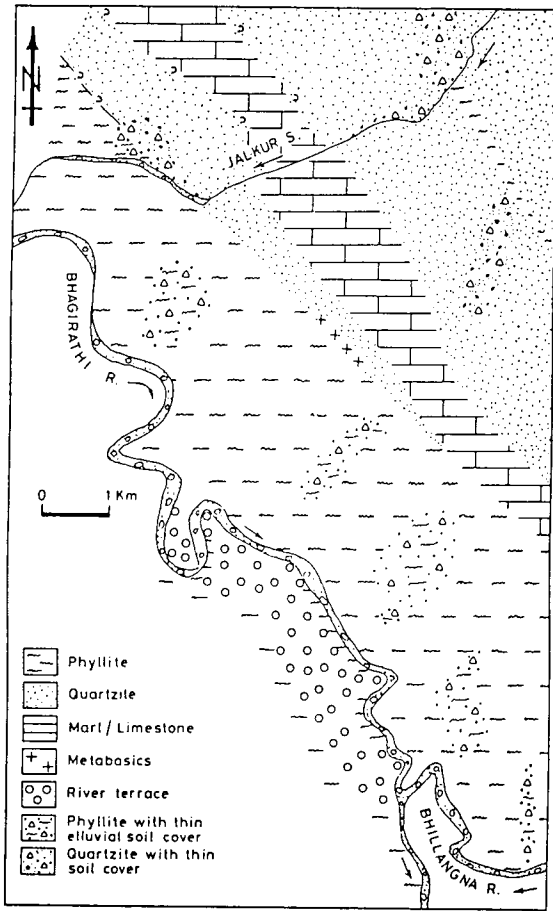 N
JALKUR S.
BHAGIRATHI
R.
0 1 Km
Phyllite
Quartzite
Marl / Limestone
Metabasics
River terrace
Phyllite with thin
elluvial soil cover
Quartzite with thin
soil cover
BHILLANGNA R.